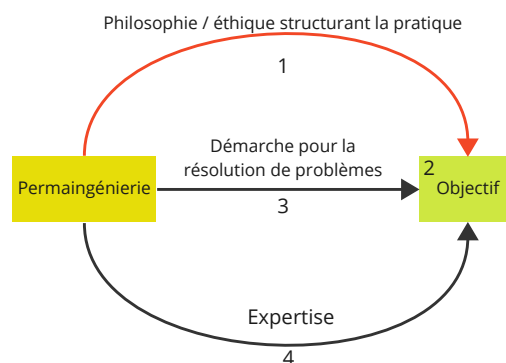 Philosophie / éthique structurant la pratique
1
Démarche pour la
résolution de problèmes
2
Permaingénierie
Objectif
3
Expertise
4